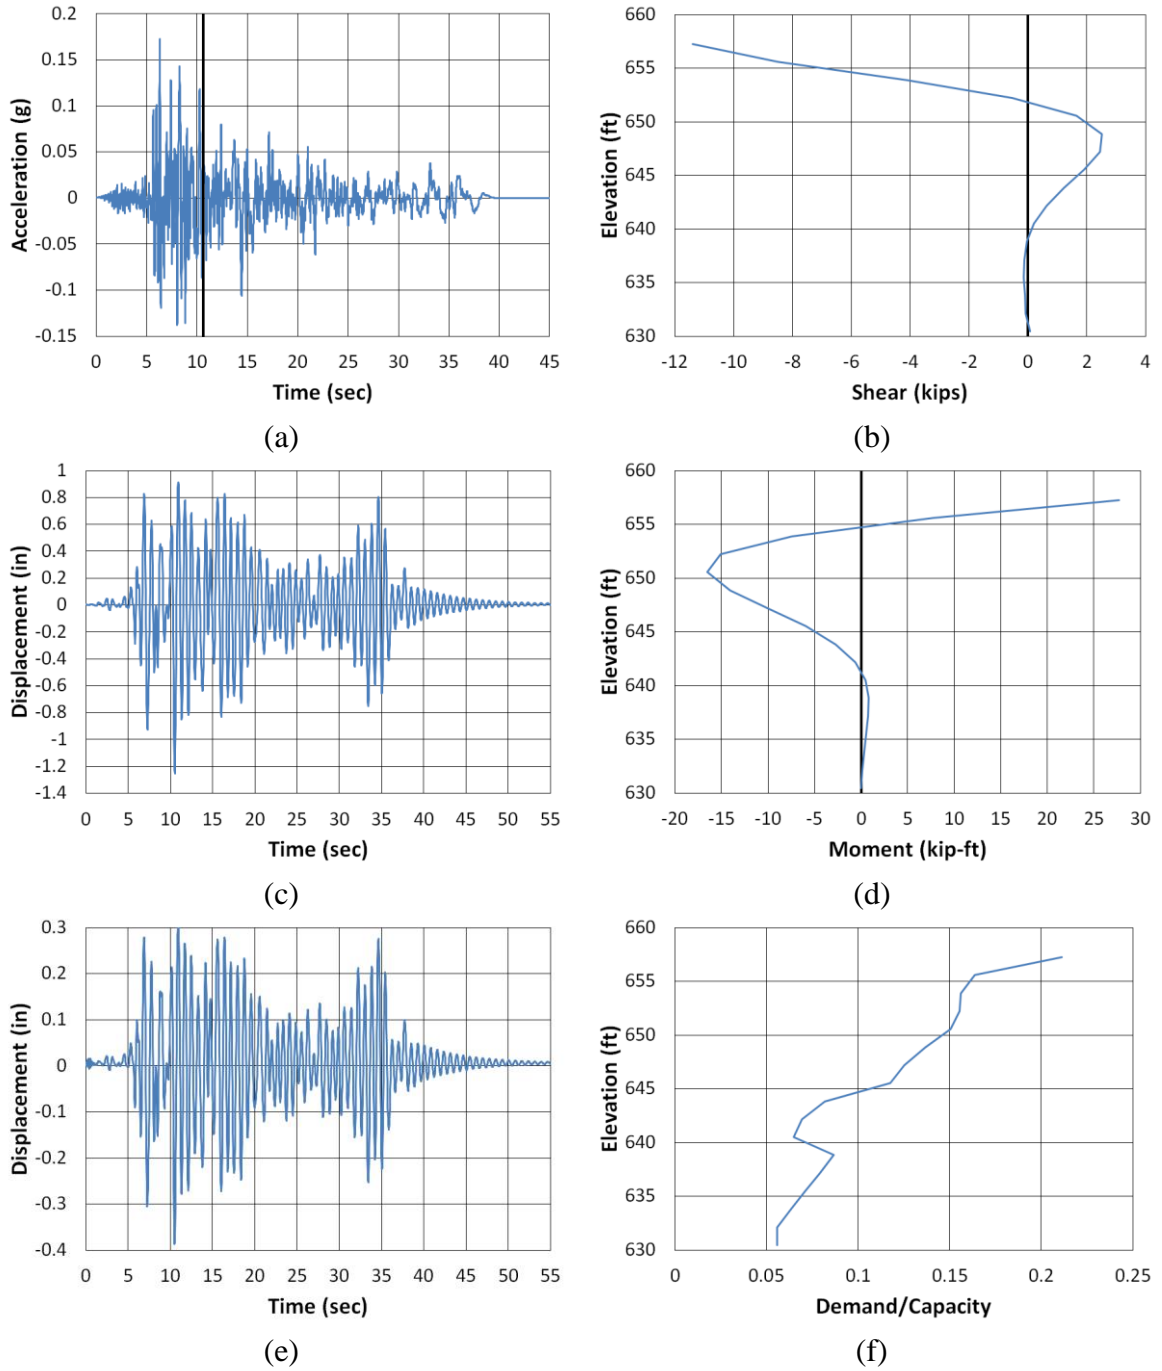 0.2
0.15
0.1
0.05
0
-0.05
-0.1
-0.15
Acceleration (g)
0 5 10 15 20 25 30 35 40 45
Time (sec)
(a)
660
655
650
645
640
635
630
Elevation (ft)
-12 -10 -8 -6 -4 -2 0 2 4
Shear (kips)
(b)
1
0.8
0.6
0.4
0.2
0
-0.2
-0.4
-0.6
-0.8
-1
-1.2
-1.4
Displacement (in)
0 5 10 15 20 25 30 35 40 45 50 55
Time (sec)
(c)
660
655
650
645
640
635
630
Elevation (ft)
-20 -15 -10 -5 0 5 10 15 20 25 30
Moment (kip-ft)
(d)
0.3
0.2
0.1
0
-0.1
-0.2
-0.3
-0.4
Displacement (in)
0 5 10 15 20 25 30 35 40 45 50 55
Time (sec)
(e)
660
655
650
645
640
635
630
Elevation (ft)
0 0.05 0.1 0.15 0.2 0.25
Demand/Capacity
(f)